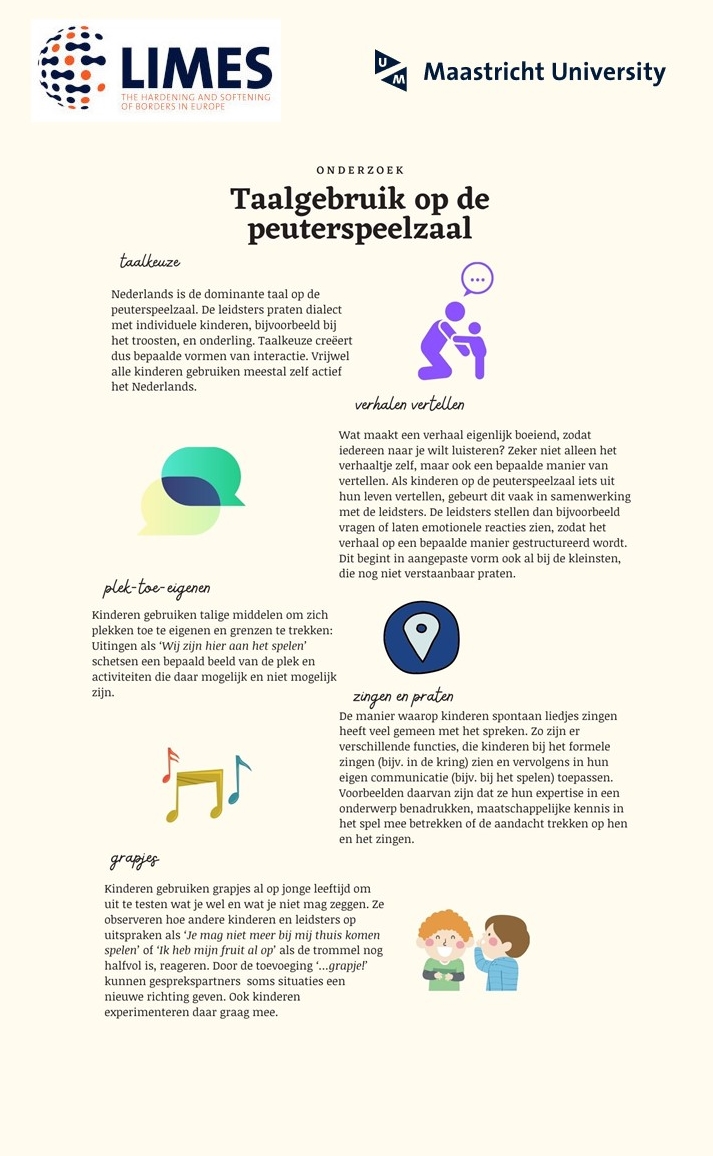 LIMES
THE HARDENING AND SOFTENING
OF BORDERS IN EUROPE
UM
Maastricht University
ONDERZOEK
Taalgebruik op de
peuterspeelzaal
taalkeuze
Nederlands is de dominante taal op de
peuterspeelzaal. De leidsters praten dialect
met individuele kinderen, bijvoorbeeld bij
het troosten, en onderling. Taalkeuze creëert
dus bepaalde vormen van interactie. Vrijwel
alle kinderen gebruiken meestal zelf actief
het Nederlands.
verhalen vertellen
Wat maakt een verhaal eigenlijk boeiend, zodat
iedereen naar je wilt luisteren? Zeker niet alleen het
verhaaltje zelf, maar ook een bepaalde manier van
vertellen. Als kinderen op de peuterspeelzaal iets uit
hun leven vertellen, gebeurt dit vaak in samenwerking
met de leidsters. De leidsters stellen dan bijvoorbeeld
vragen of laten emotionele reacties zien, zodat het
verhaal op een bepaalde manier gestructureerd wordt.
Dit begint in aangepaste vorm ook al bij de kleinsten,
die nog niet verstaanbaar praten.
plek-toe-eigenen
Kinderen gebruiken talige middelen om zich
plekken toe te eigenen en grenzen te trekken:
Uitingen als ‘Wij zijn hier aan het spelen’
schetsen een bepaald beeld van de plek en
activiteiten die daar mogelijk en niet mogelijk
zijn.
zingen en praten
De manier waarop kinderen spontaan liedjes zingen
heeft veel gemeen met het spreken. Zo zijn er
verschillende functies, die kinderen bij het formele
zingen (bijv. in de kring) zien en vervolgens in hun
eigen communicatie (bijv. bij het spelen) toepassen.
Voorbeelden daarvan zijn dat ze hun expertise in een
onderwerp benadrukken, maatschappelijke kennis in
het spel mee betrekken of de aandacht trekken op hen
en het zingen.
grapjes
Kinderen gebruiken grapjes al op jonge leeftijd om
uit te testen wat je wel en wat je niet mag zeggen. Ze
observeren hoe andere kinderen en leidsters op
uitspraken als ‘Je mag niet meer bij mij thuis komen
spelen’ of ‘Ik heb mijn fruit al op’ als de trommel nog
halfvol is, reageren. Door de toevoeging ‘...grapje!’
kunnen gesprekspartners soms situaties een
nieuwe richting geven. Ook kinderen
experimenteren daar graag mee.